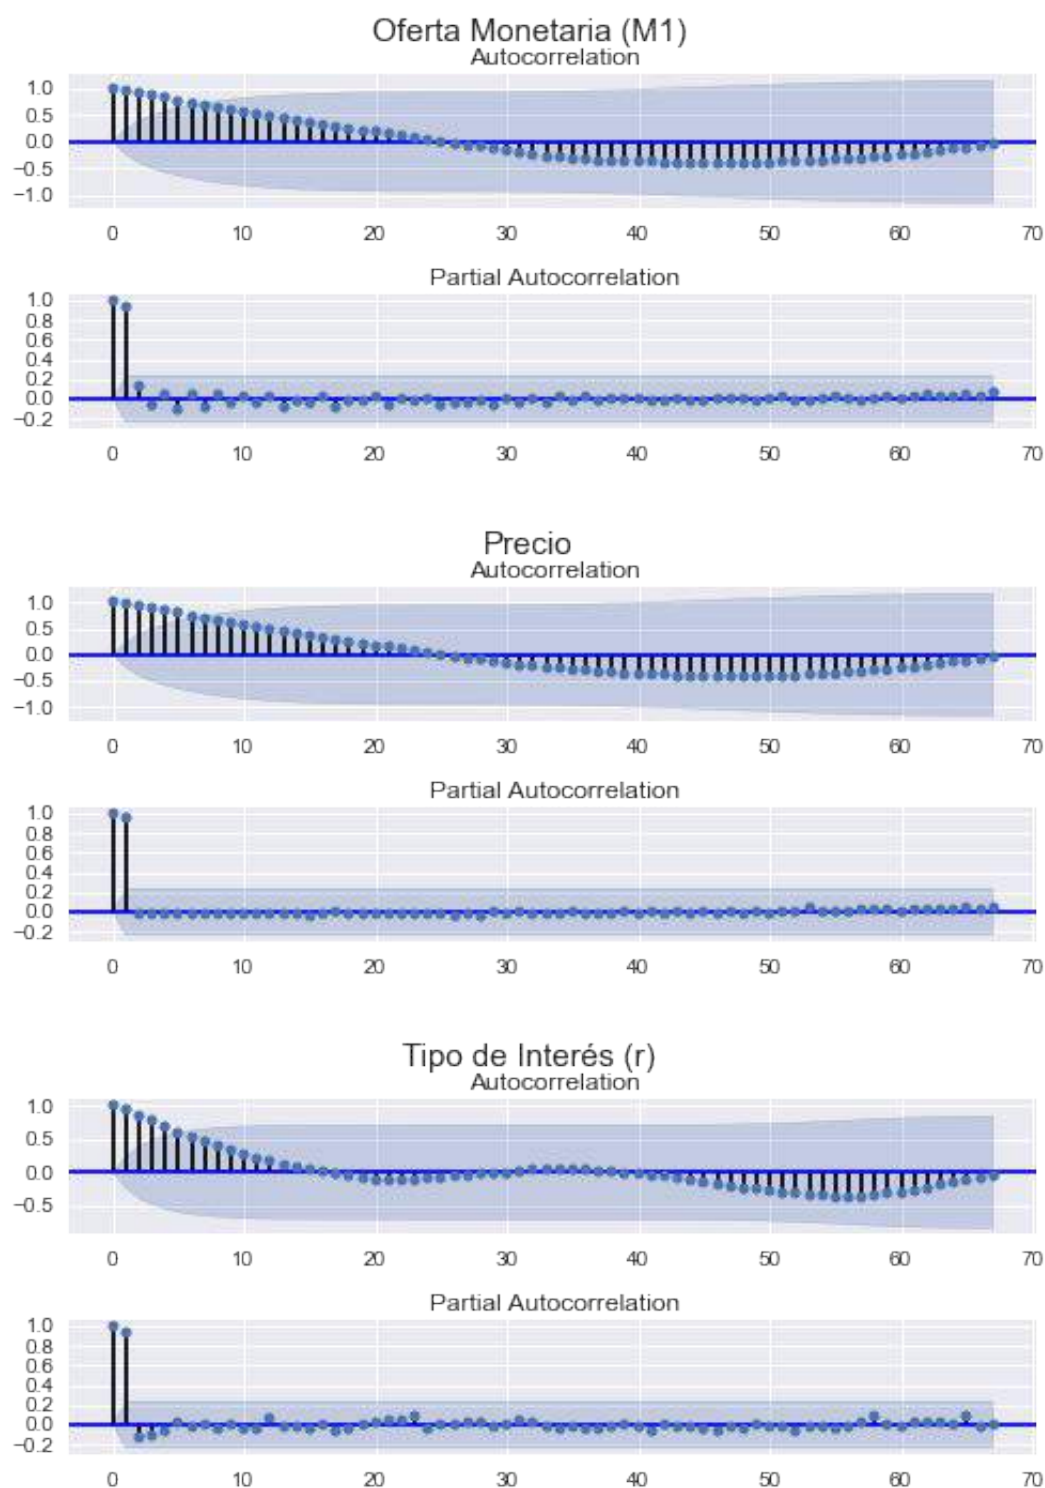 Oferta Monetaria (M1)
Autocorrelation
1.0
0.5
0.0
−0.5
−1.0
0 10 20 30 40 50 60 70
Partial Autocorrelation
1.0
0.8
0.6
0.4
0.2
0.0
−0.2
0 10 20 30 40 50 60 70
Precio
Autocorrelation
1.0
0.5
0.0
−0.5
−1.0
0 10 20 30 40 50 60 70
Partial Autocorrelation
1.0
0.8
0.6
0.4
0.2
0.0
−0.2
0 10 20 30 40 50 60 70
Tipo de Interés (r)
Autocorrelation
1.0
0.5
0.0
−0.5
0 10 20 30 40 50 60 70
Partial Autocorrelation
1.0
0.8
0.6
0.4
0.2
0.0
−0.2
0 10 20 30 40 50 60 70